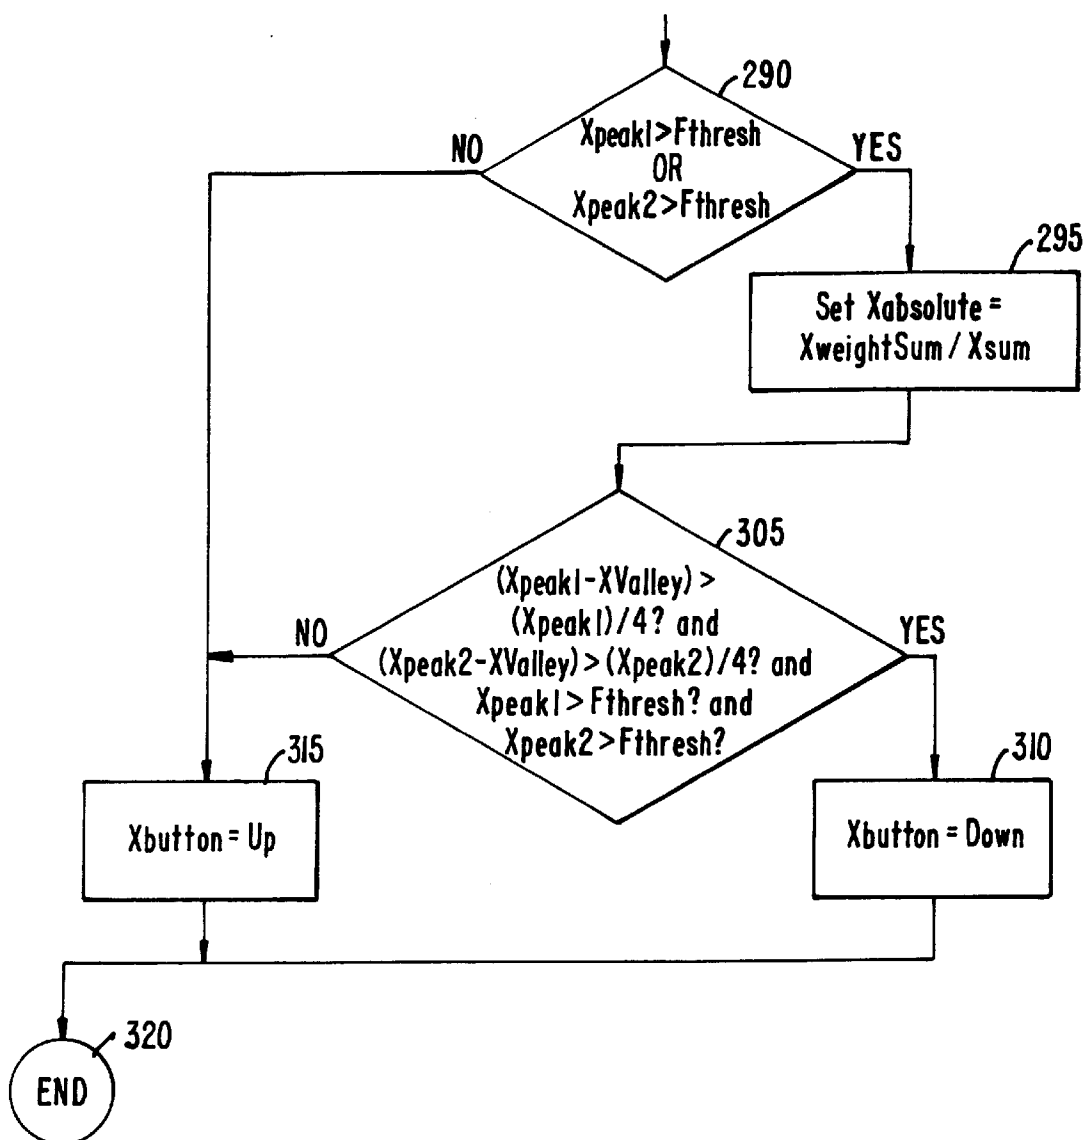 290
Xpeak1>Fthresh
OR
Xpeak2>Fthresh
NO
YES
295
Set Xabsolute =
XweightSum / Xsum
305
(Xpeak1-XValley) >
(Xpeak1)/4? and
(Xpeak2-XValley) > (Xpeak2)/4? and
Xpeak1 > Fthresh? and
Xpeak2 > Fthresh?
NO
YES
315
Xbutton = Up
310
Xbutton = Down
320
END